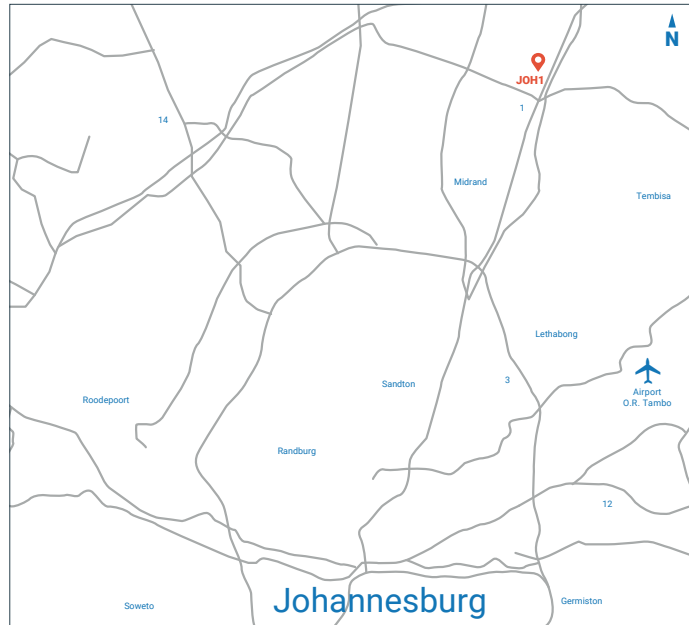 N
JOH1
1
14
Midrand
Tembisa
Lethabong
3
Sandton
Airport
O.R. Tambo
Roodepoort
Randburg
12
Johannesburg
Germiston
Soweto